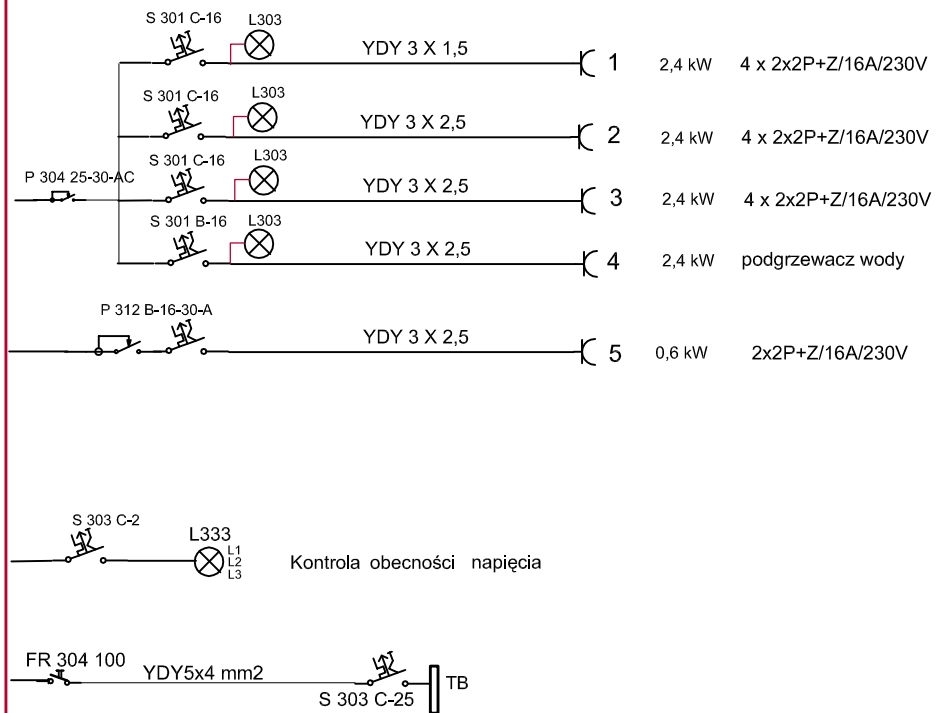 S 301 C-16 L303
YDY 3 X 1,5
1 2,4 kW 4 x 2x2P+Z/16A/230V
S 301 C-16 L303
YDY 3 X 2,5
2 2,4 kW 4 x 2x2P+Z/16A/230V
S 301 C-16 L303
P 304 25-30-AC
YDY 3 X 2,5
3 2,4 kW 4 x 2x2P+Z/16A/230V
S 301 B-16 L303
YDY 3 X 2,5
4 2,4 kW podgrzewacz wody
P 312 B-16-30-A
YDY 3 X 2,5
5 0,6 kW 2x2P+Z/16A/230V
S 303 C-2
L333
L1
L2
L3
Kontrola obecności napięcia
FR 304 100
YDY5x4 mm2
S 303 C-25
TB